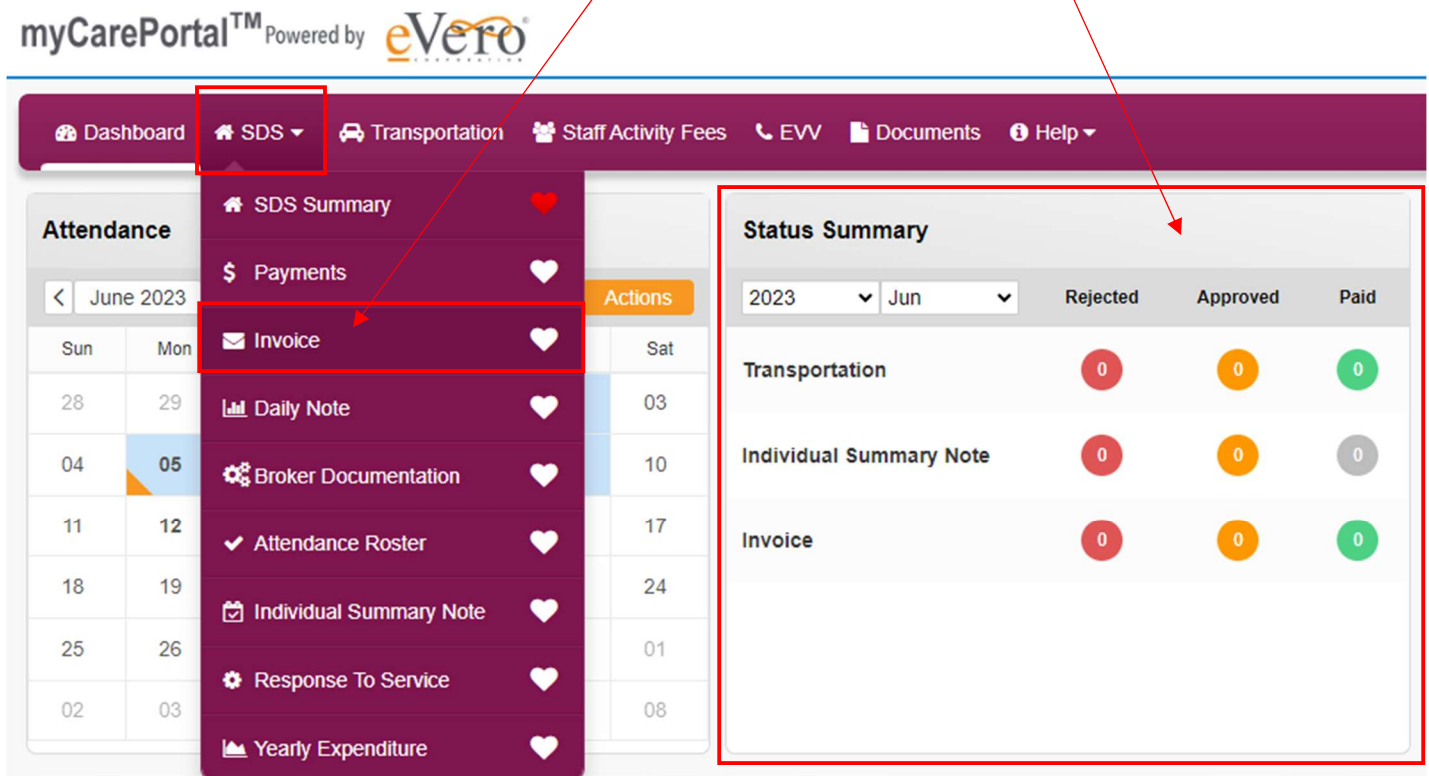 myCarePortal™ Powered by eVero®
CORPORATION
Dashboard SDS Transportation Staff Activity Fees EVV Documents Help
SDS Summary
$ Payments
Invoice
Daily Note
Broker Documentation
Attendance Roster
Individual Summary Note
Response To Service
Yearly Expenditure
Attendance
June 2023 Actions
Sun Mon Sat
28 29 03
04 05 10
11 12 17
18 19 24
25 26 01
02 03 08
Status Summary
2023 Jun Rejected Approved Paid
Transportation 0 0 0
Individual Summary Note 0 0 0
Invoice 0 0 0